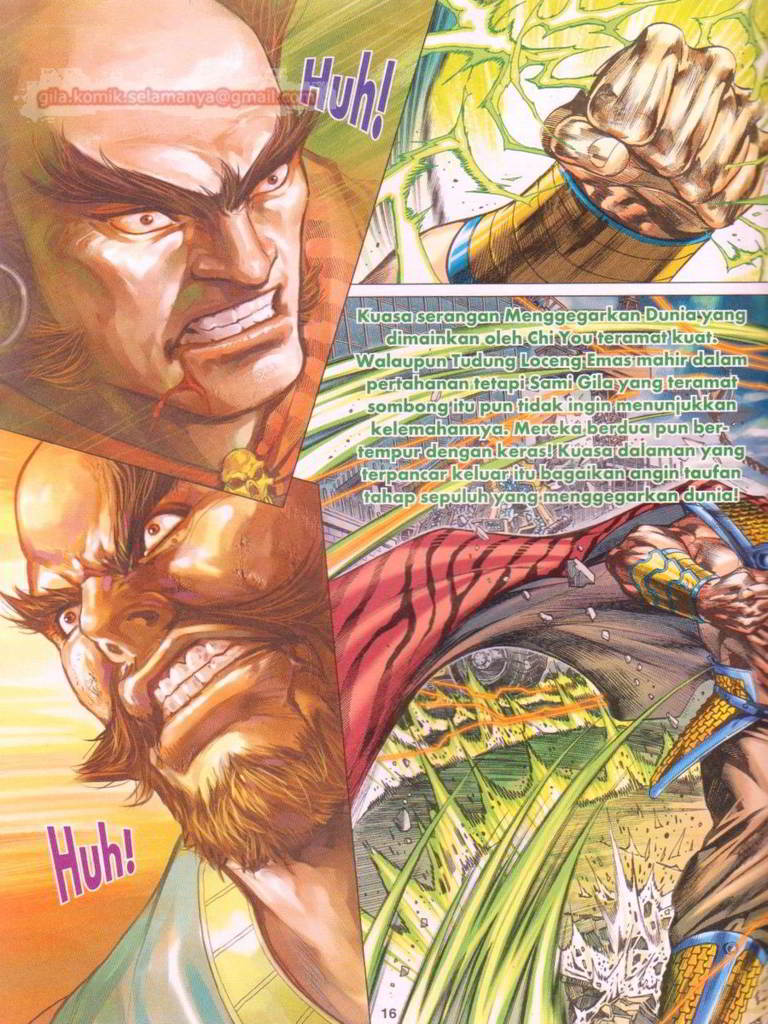 gila.komik.selamanya@gmail.com
Huh!
Kuasa serangan Menggegarkan Dunia yang
dimainkan oleh Chi You teramat kuat.
Walaupun Tudung Loceng Emas mahir dalam
pertahanan tetapi Sami Gila yang teramat
sombong itu pun tidak ingin menunjukkan
kelemahannya. Mereka berdua pun ber-
tempur dengan keras! Kuasa dalaman yang
terpancar keluar itu bagaikan angin taufan
tahap sepuluh yang menggegarkan dunia!
Huh!
16